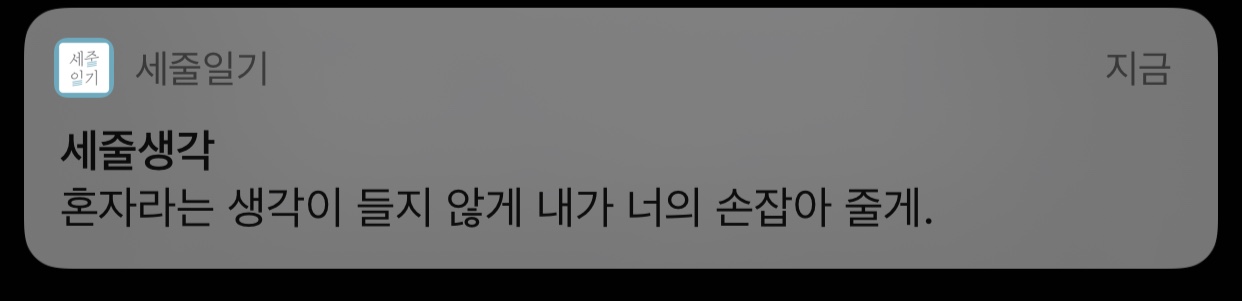 세줄
일기
세줄일기
지금
세줄생각
혼자라는 생각이 들지 않게 내가 너의 손잡아 줄게.